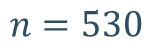 n = 530